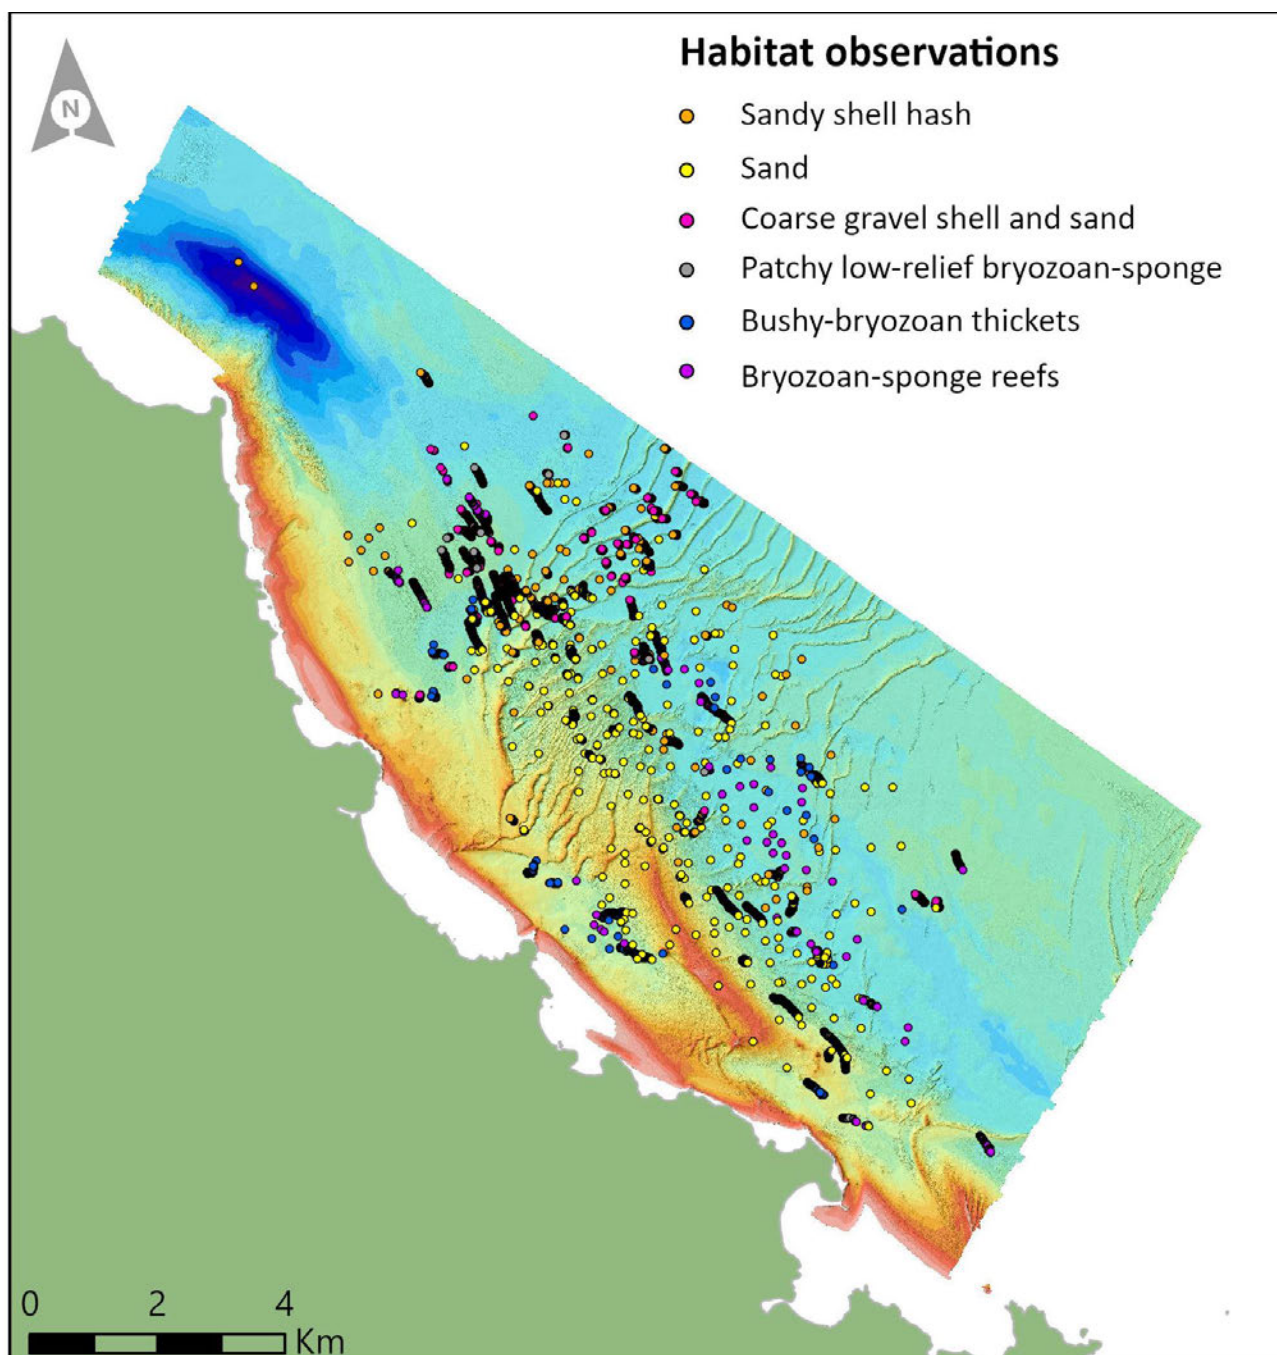 Habitat observations
N
Sandy shell hash
Sand
Coarse gravel shell and sand
Patchy low-relief bryozoan-sponge
Bushy-bryozoan thickets
Bryozoan-sponge reefs
0 2 4
Km